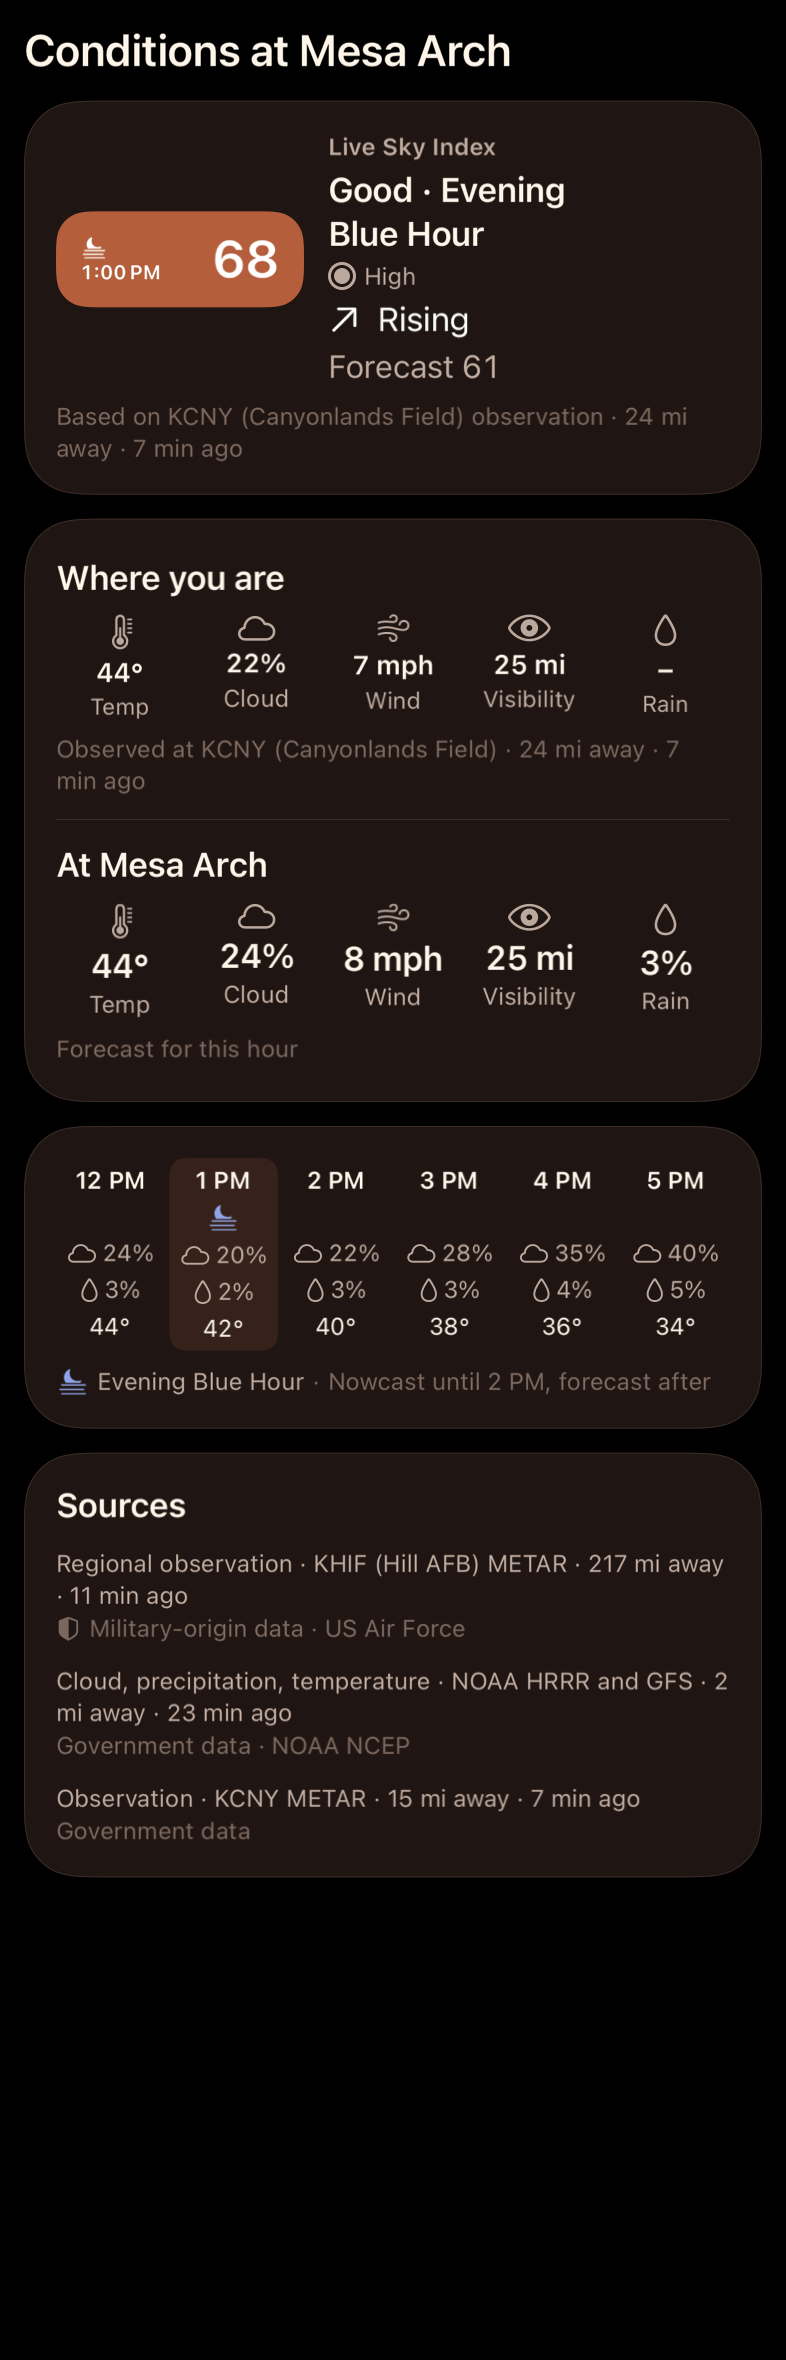 Conditions at Mesa Arch
Live Sky Index
Good · Evening
Blue Hour
High
Rising
Forecast 61
1:00 PM
68
Based on KCNY (Canyonlands Field) observation · 24 mi
away · 7 min ago
Where you are
44° 22% 7 mph 25 mi –
Temp Cloud Wind Visibility Rain
Observed at KCNY (Canyonlands Field) · 24 mi away · 7
min ago
At Mesa Arch
44° 24% 8 mph 25 mi 3%
Temp Cloud Wind Visibility Rain
Forecast for this hour
12 PM 1 PM 2 PM 3 PM 4 PM 5 PM
24% 20% 22% 28% 35% 40%
3% 2% 3% 3% 4% 5%
44° 42° 40° 38° 36° 34°
Evening Blue Hour · Nowcast until 2 PM, forecast after
Sources
Regional observation · KHIF (Hill AFB) METAR · 217 mi away
· 11 min ago
Military-origin data · US Air Force
Cloud, precipitation, temperature · NOAA HRRR and GFS · 2
mi away · 23 min ago
Government data · NOAA NCEP
Observation · KCNY METAR · 15 mi away · 7 min ago
Government data